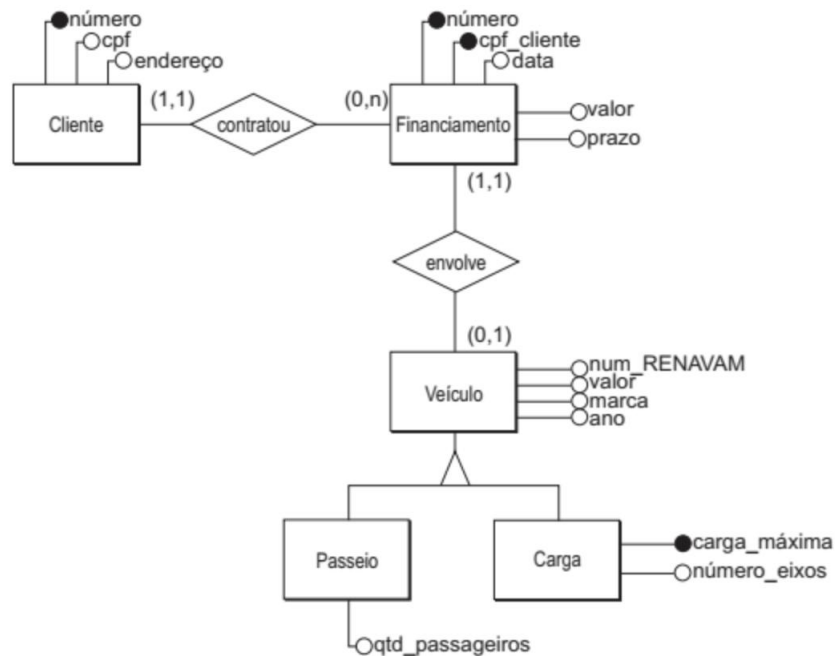 número
cpf
endereço
Cliente
(1,1)
contratou
(0,n)
número
cpf_cliente
data
Financiamento
valor
prazo
(1,1)
envolve
(0,1)
Veículo
num_RENAVAM
valor
marca
ano
Passeio
Carga
carga_máxima
número_eixos
qtd_passageiros